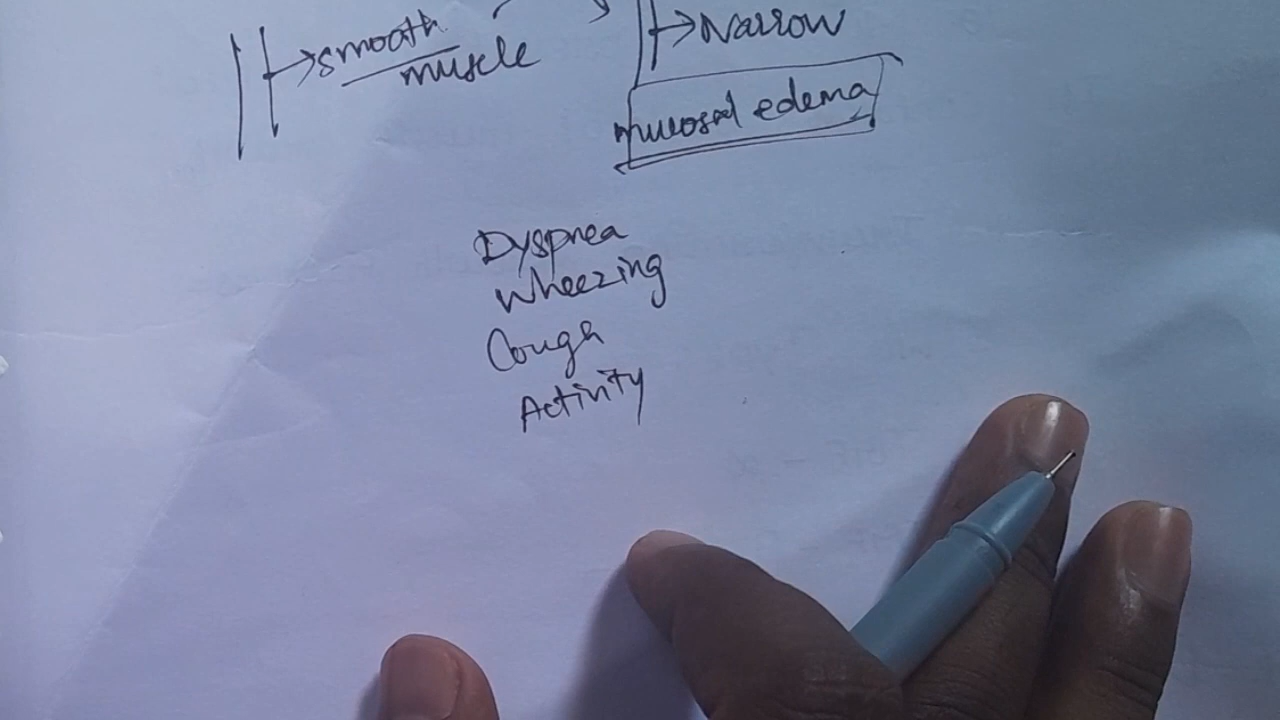 smooth
muscle
Narrow
mucosal edema
Dyspnea
Wheezing
Cough
Activity